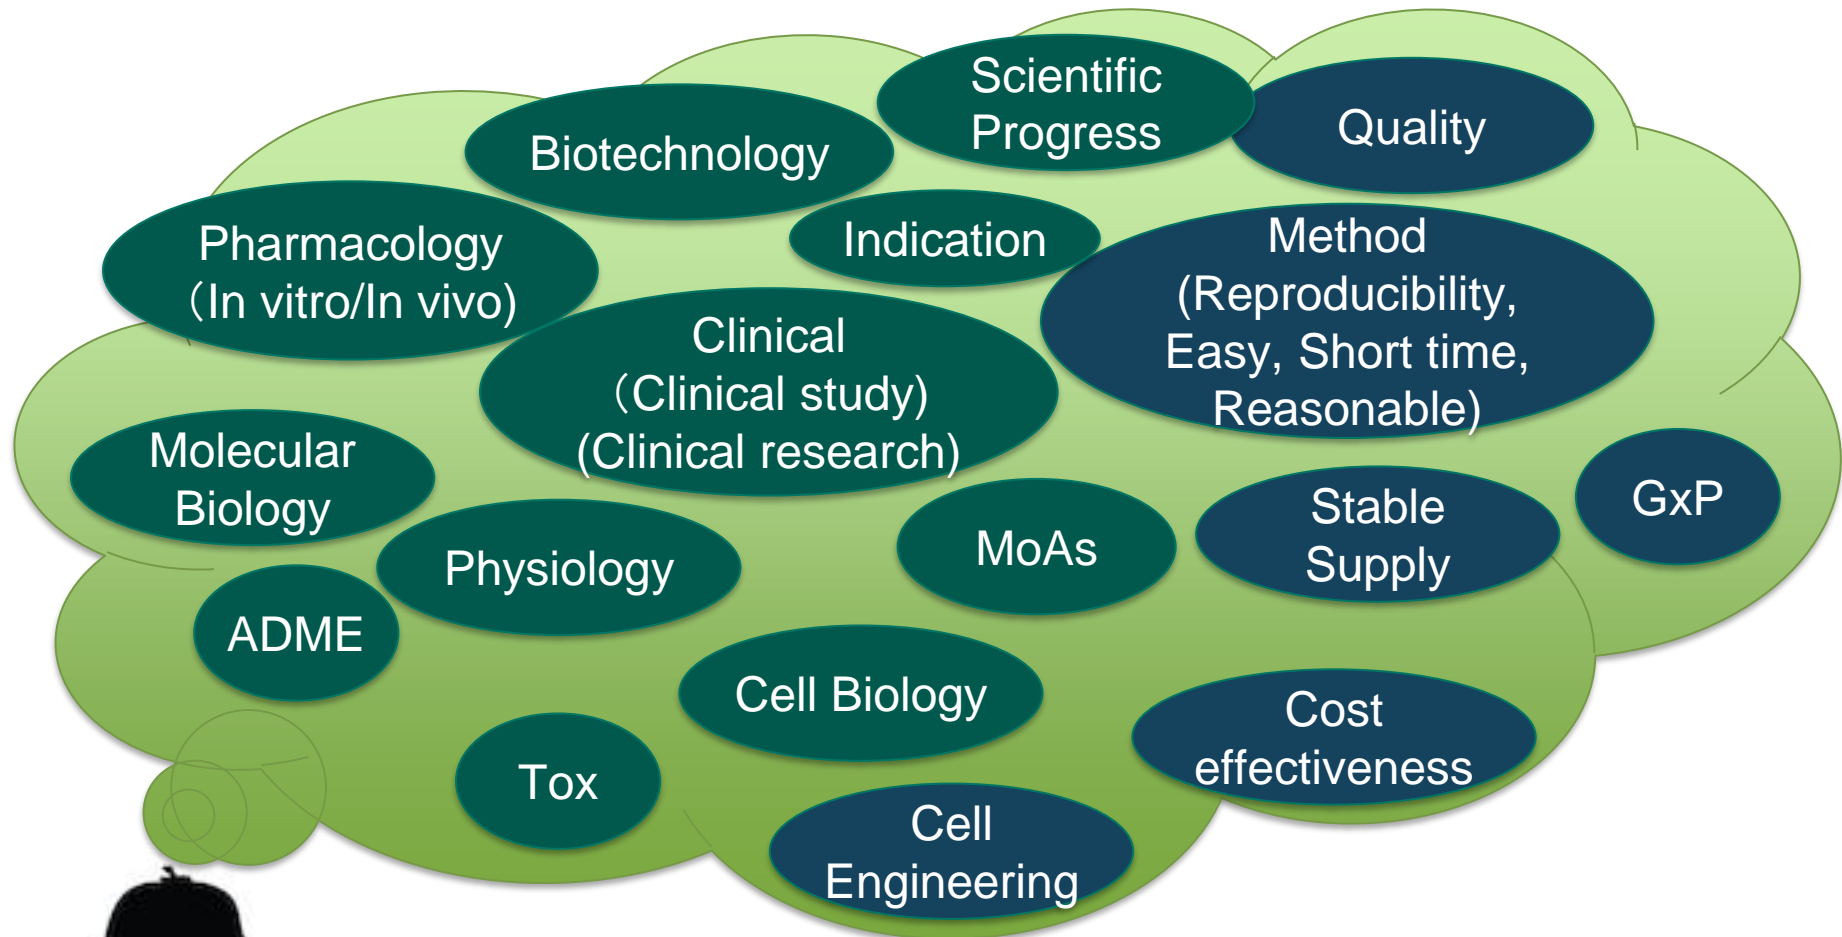 Scientific
Progress
Quality
Biotechnology
Indication
Pharmacology
（In vitro/In vivo)
Method
(Reproducibility,
Easy, Short time,
Reasonable)
Clinical
（Clinical study)
(Clinical research)
Molecular
Biology
Physiology
MoAs
Stable
Supply
GxP
ADME
Cell Biology
Cost
effectiveness
Tox
Cell
Engineering